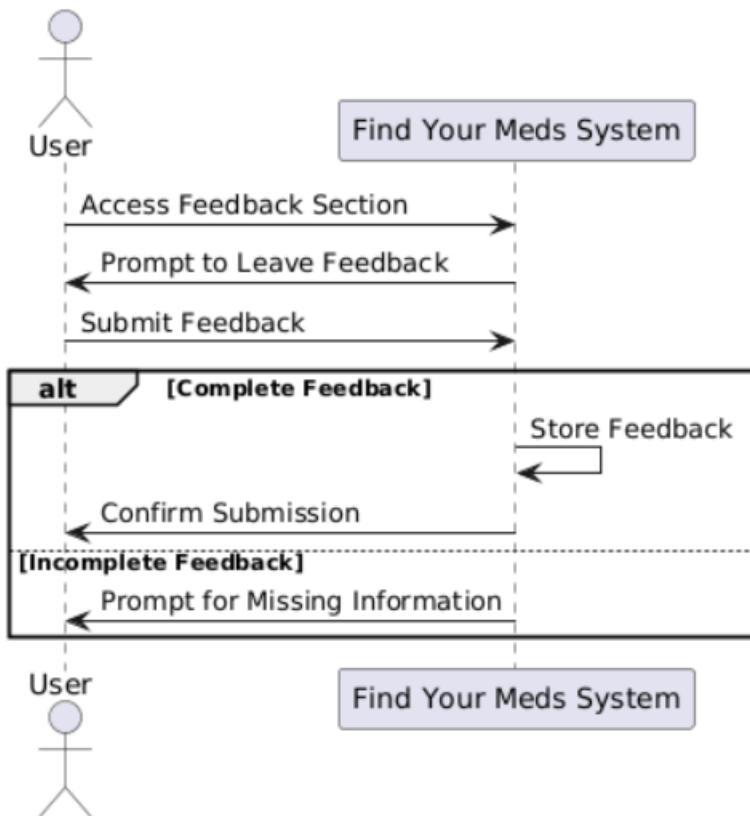 User
Find Your Meds System
Access Feedback Section
Prompt to Leave Feedback
Submit Feedback
alt [Complete Feedback]
Store Feedback
Confirm Submission
[Incomplete Feedback]
Prompt for Missing Information
User
Find Your Meds System